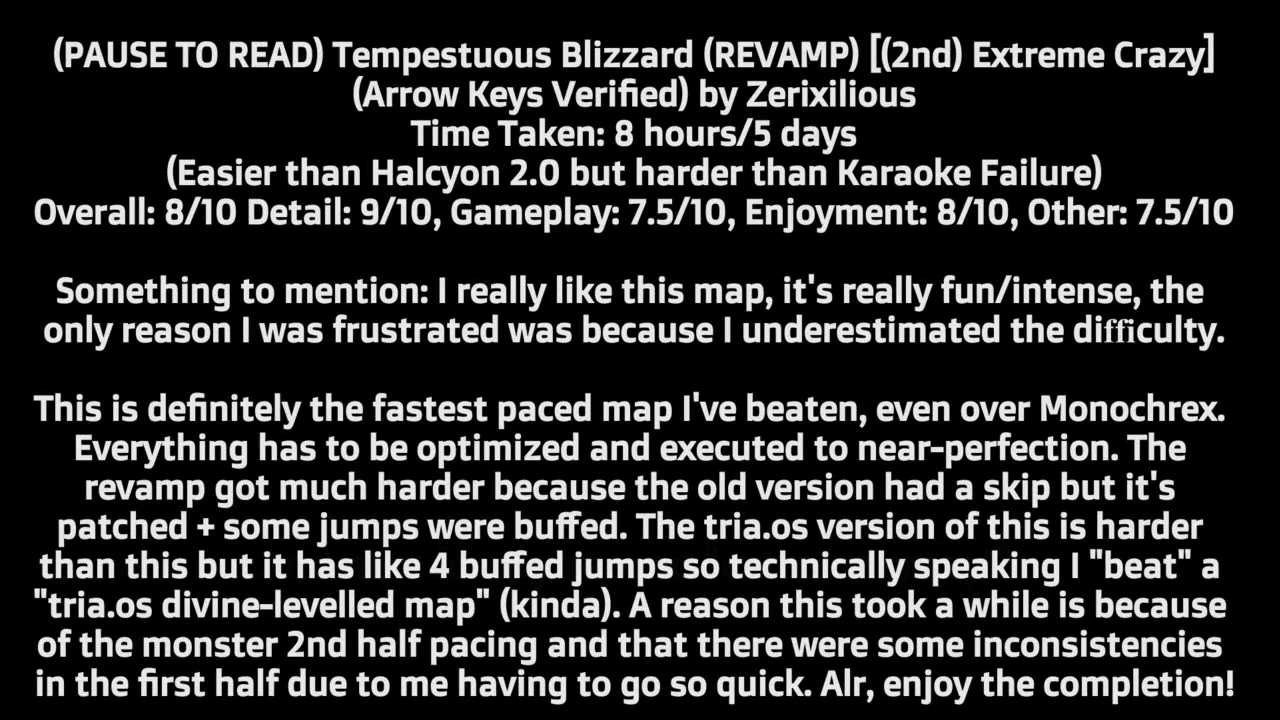 (PAUSE TO READ) Tempestuous Blizzard (REVAMP) [(2nd) Extreme Crazy]
(Arrow Keys Verified) by Zerixilious
Time Taken: 8 hours/5 days
(Easier than Halcyon 2.0 but harder than Karaoke Failure)
Overall: 8/10 Detail: 9/10, Gameplay: 7.5/10, Enjoyment: 8/10, Other: 7.5/10
Something to mention: I really like this map, it's really fun/intense, the
only reason I was frustrated was because I underestimated the difficulty.
This is definitely the fastest paced map I've beaten, even over Monochrex.
Everything has to be optimized and executed to near-perfection. The
revamp got much harder because the old version had a skip but it's
patched + some jumps were buffed. The tria.os version of this is harder
than this but it has like 4 buffed jumps so technically speaking I "beat" a
"tria.os divine-levelled map" (kinda). A reason this took a while is because
of the monster 2nd half pacing and that there were some inconsistencies
in the first half due to me having to go so quick. Alr, enjoy the completion!